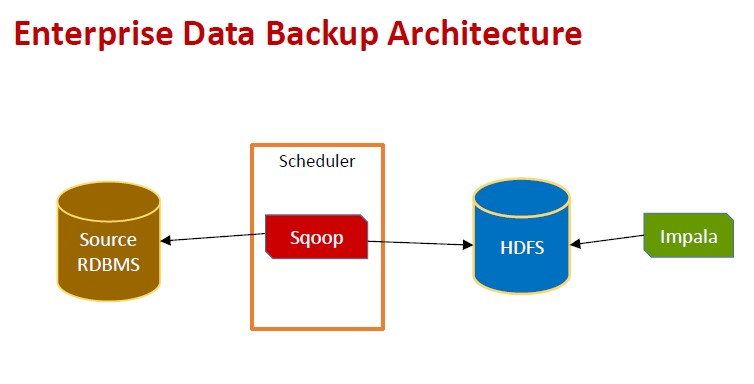 Enterprise Data Backup Architecture
Scheduler
Source
RDBMS
Sqoop
HDFS
Impala